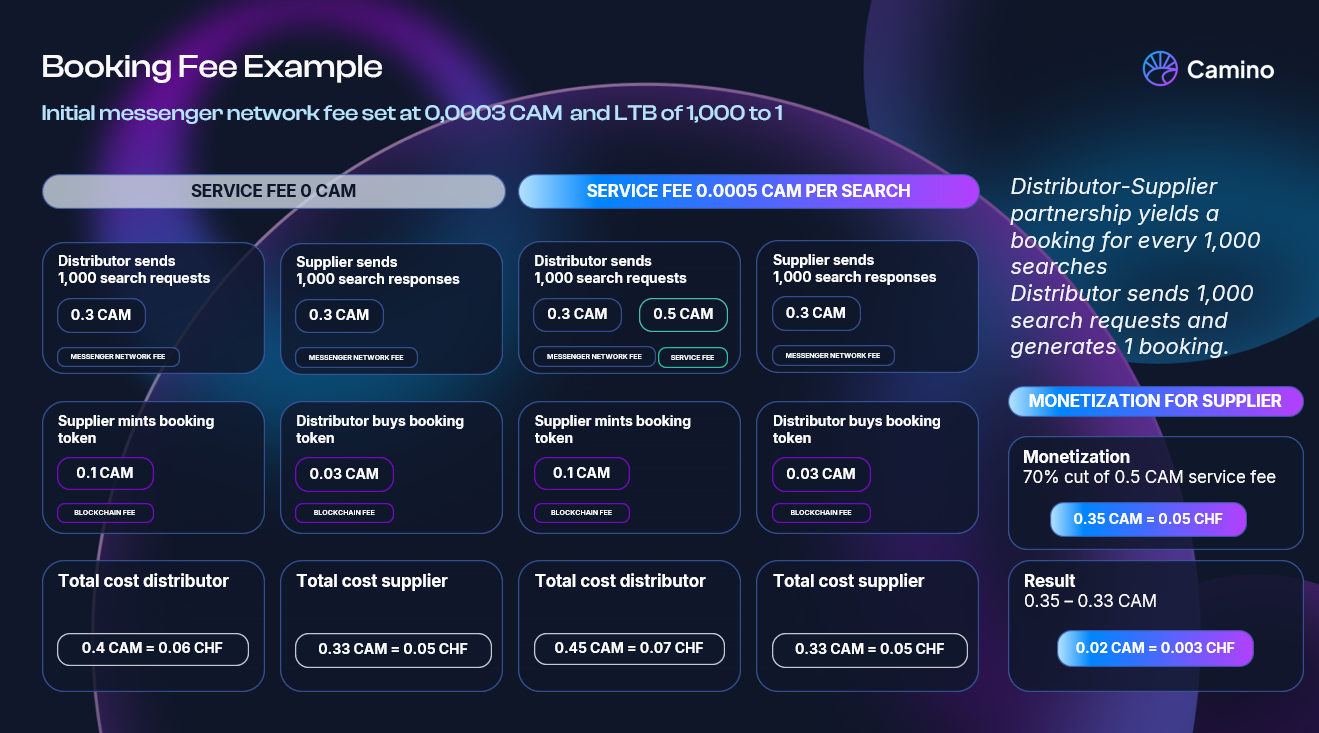 Booking Fee Example
Camino
Initial messenger network fee set at 0,0003 CAM and LTB of 1,000 to 1
SERVICE FEE 0 CAM
SERVICE FEE 0.0005 CAM PER SEARCH
Distributor sends
1,000 search requests
0.3 CAM
MESSENGER NETWORK FEE
Supplier sends
1,000 search responses
0.3 CAM
MESSENGER NETWORK FEE
Distributor sends
1,000 search requests
0.3 CAM
0.5 CAM
MESSENGER NETWORK FEE
SERVICE FEE
Supplier sends
1,000 search responses
0.3 CAM
MESSENGER NETWORK FEE
Supplier mints booking
token
0.1 CAM
BLOCKCHAIN FEE
Distributor buys booking
token
0.03 CAM
BLOCKCHAIN FEE
Supplier mints booking
token
0.1 CAM
BLOCKCHAIN FEE
Distributor buys booking
token
0.03 CAM
BLOCKCHAIN FEE
Total cost distributor
0.4 CAM = 0.06 CHF
Total cost supplier
0.33 CAM = 0.05 CHF
Total cost distributor
0.45 CAM = 0.07 CHF
Total cost supplier
0.33 CAM = 0.05 CHF
Distributor-Supplier
partnership yields a
booking for every 1,000
searches
Distributor sends 1,000
search requests and
generates 1 booking.
MONETIZATION FOR SUPPLIER
Monetization
70% cut of 0.5 CAM service fee
0.35 CAM = 0.05 CHF
Result
0.35 – 0.33 CAM
0.02 CAM = 0.003 CHF